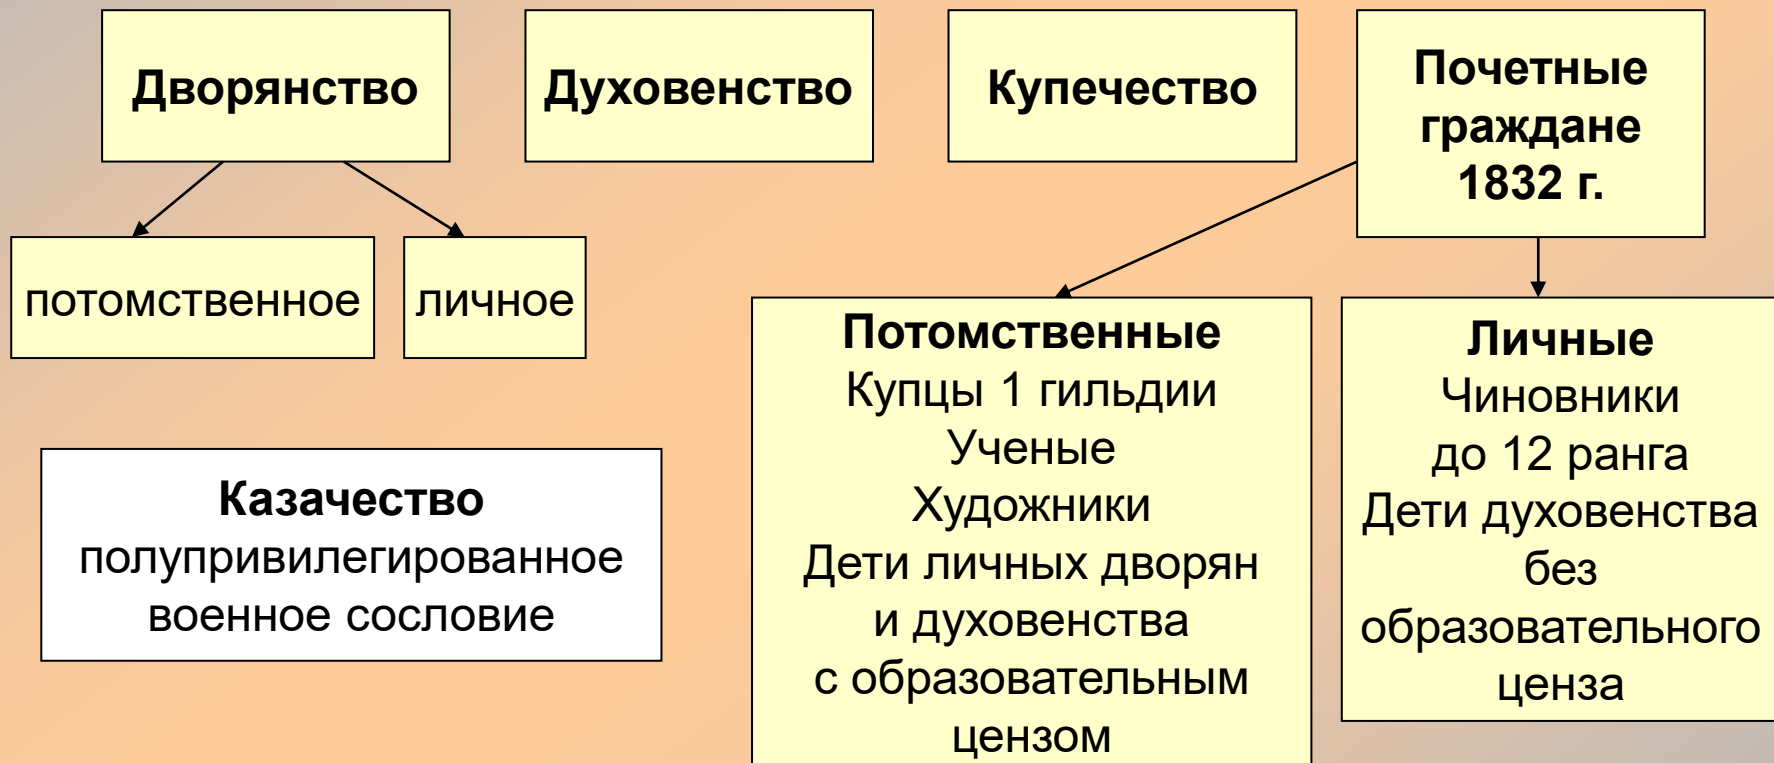 Дворянство
Духовенство
Купечество
Почетные
граждане
1832 г.
потомственное
личное
Казачество
полупривилегированное
военное сословие
Потомственные
Купцы 1 гильдии
Ученые
Художники
Дети личных дворян
и духовенства
с образовательным
цензом
Личные
Чиновники
до 12 ранга
Дети духовенства
без
образовательного
ценза